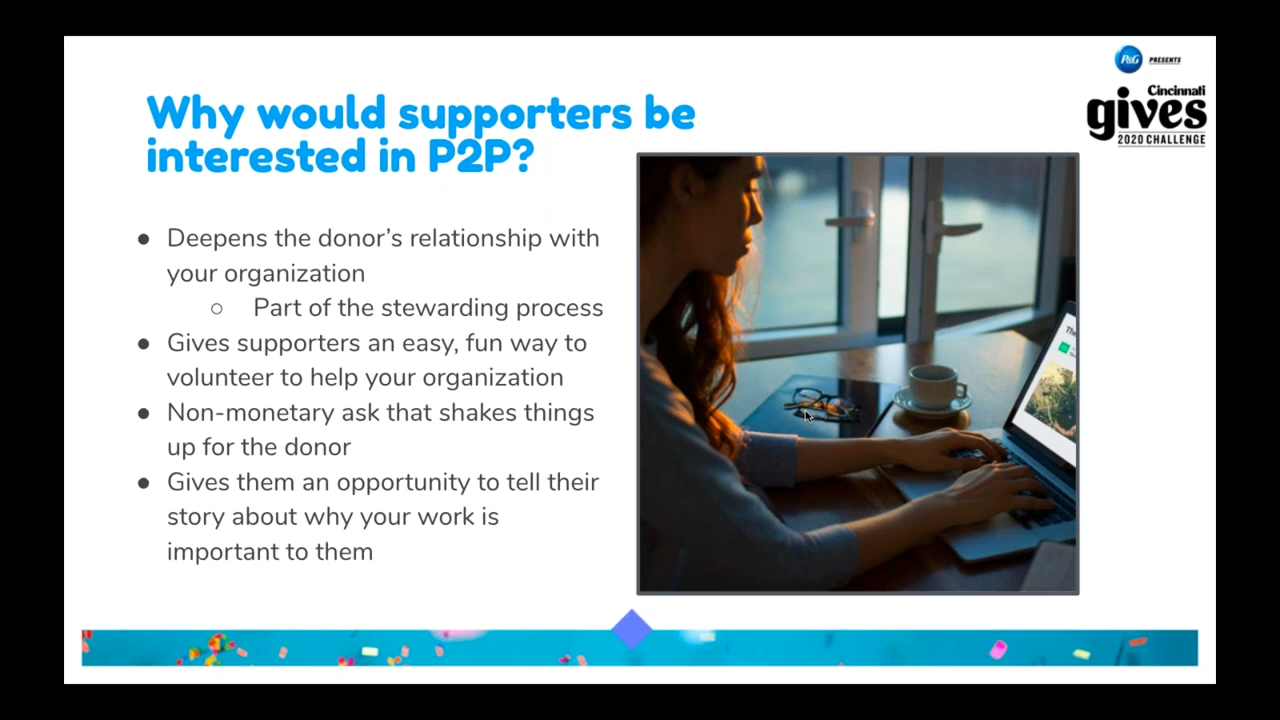 P&G PRESENTS
Cincinnati
gives
2020 CHALLENGE
Why would supporters be
interested in P2P?
● Deepens the donor's relationship with
your organization
○ Part of the stewarding process
● Gives supporters an easy, fun way to
volunteer to help your organization
● Non-monetary ask that shakes things
up for the donor
● Gives them an opportunity to tell their
story about why your work is
important to them